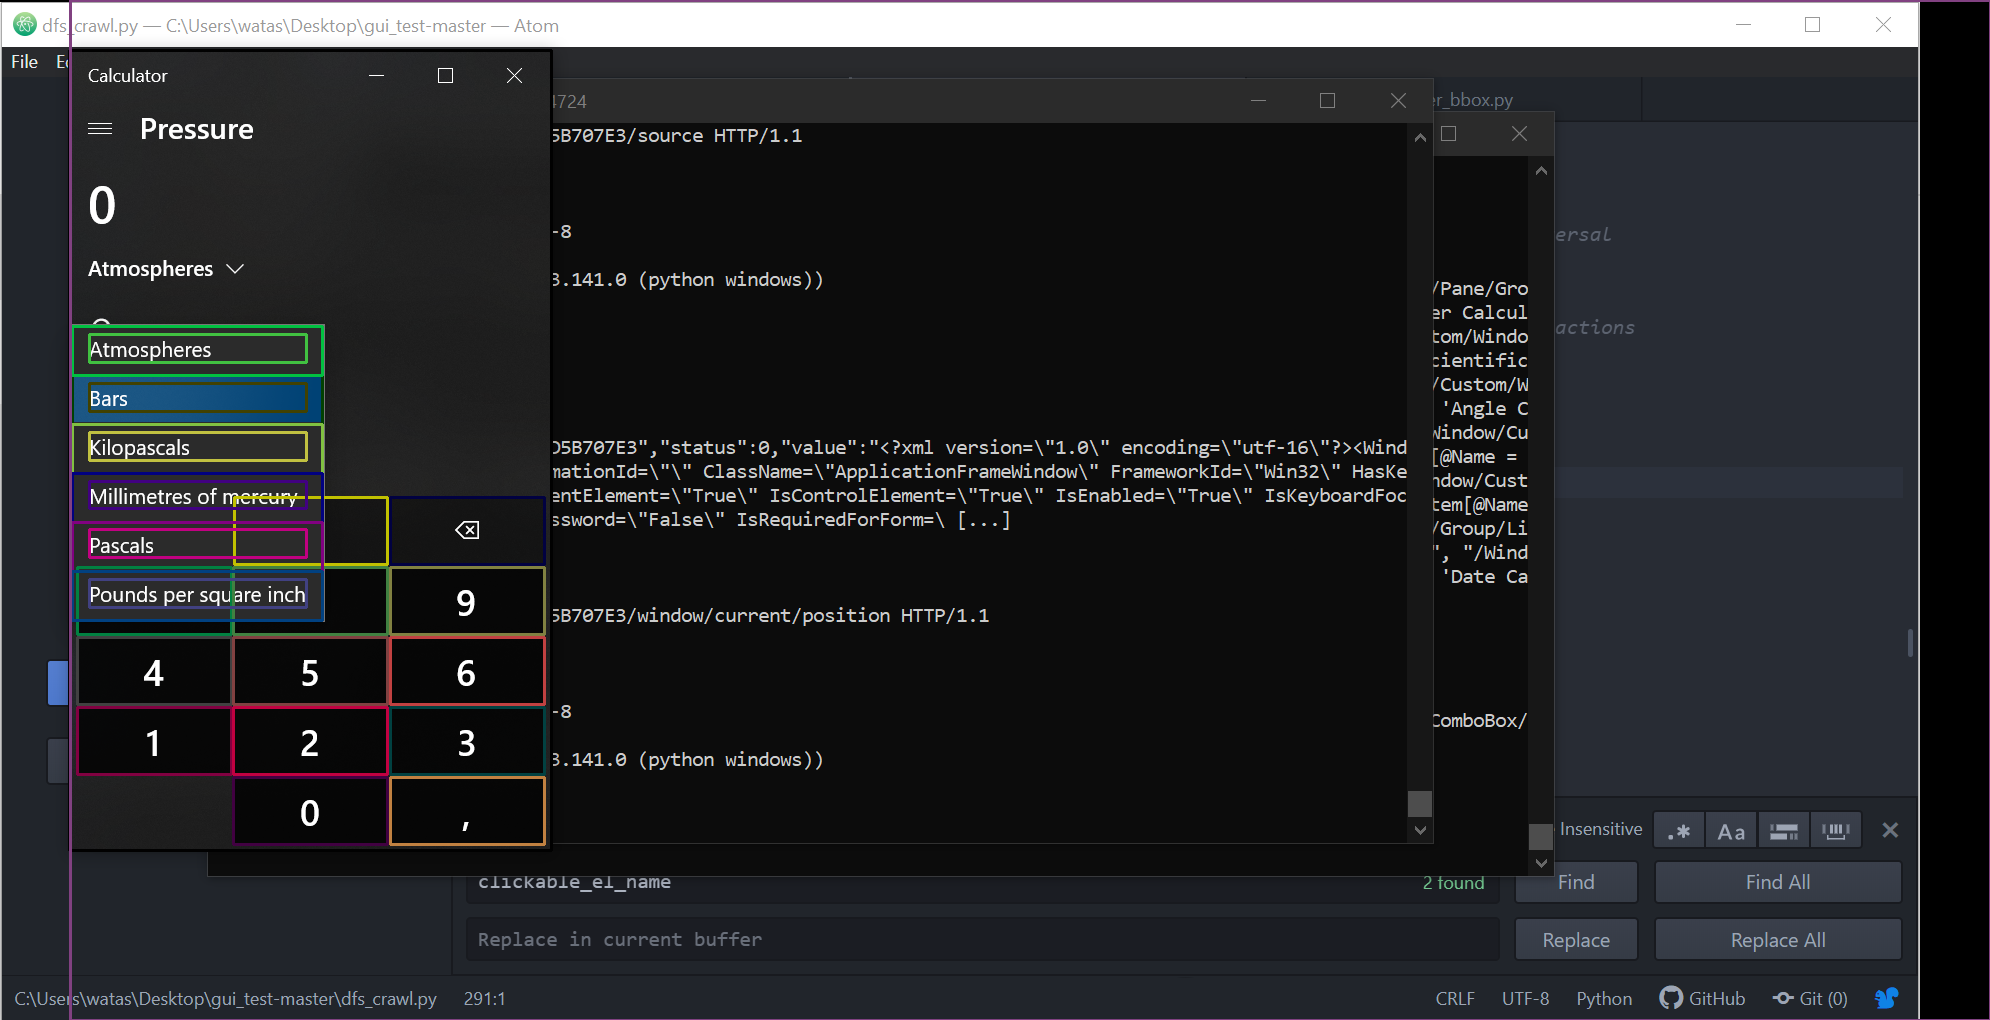 dfs_crawl.py — C:\Users\watas\Desktop\gui_test-master — Atom
File
Calculator
Pressure
0
Atmospheres
Atmospheres
Bars
Kilopascals
Millimetres of mercury
Pascals
Pounds per square inch
9
4 5 6
1 2 3
0 ,
4724
5B707E3/source HTTP/1.1
-8
3.141.0 (python windows))
D5B707E3","status":0,"value":"<?xml version=\"1.0\" encoding=\"utf-16\"?><Wind
mationId=\"\" ClassName=\"ApplicationFrameWindow\" FrameworkId=\"Win32\" HasKe
entElement=\"True\" IsControlElement=\"True\" IsEnabled=\"True\" IsKeyboardFoc
ssword=\"False\" IsRequiredForForm=\ [...]
5B707E3/window/current/position HTTP/1.1
-8
3.141.0 (python windows))
er_bbox.py
/Pane/Gro
er Calcul
tom/Windo
cientific
/Custom/W
'Angle C
Window/Cu
[@Name =
ndow/Cust
tem[@Name
/Group/Li
", "/Wind
'Date Ca
ComboBox/
ersal
actions
Insensitive
.* Aa
clickable_el_name
2 found
Find
Find All
Replace in current buffer
Replace
Replace All
C:\Users\watas\Desktop\gui_test-master\dfs_crawl.py 291:1
CRLF UTF-8 Python GitHub Git (0)